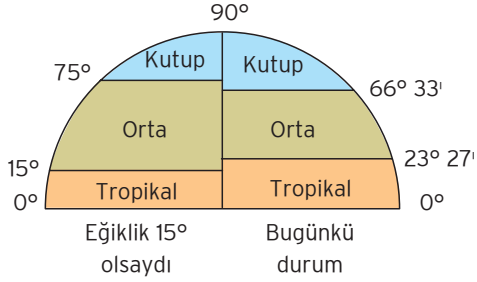 90°
Kutup
Kutup
75°
66° 33'
Orta
Orta
15°
23° 27'
Tropikal
Tropikal
0°
0°
Eğiklik 15°
olsaydı
Bugünkü
durum